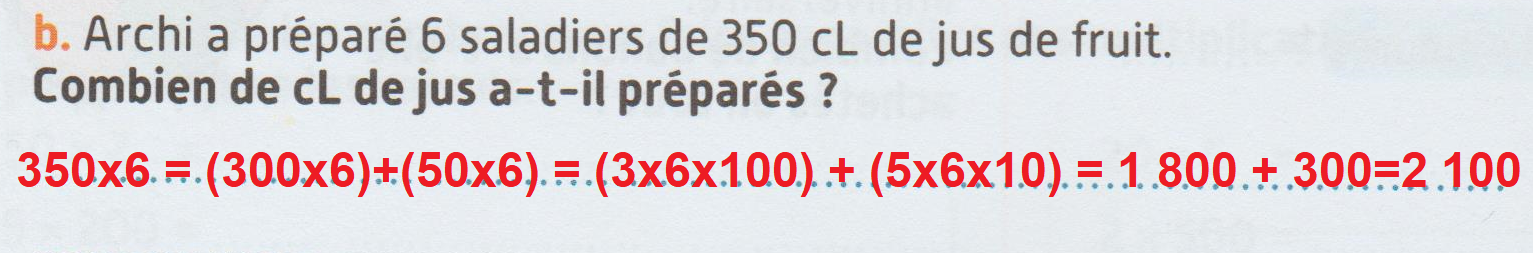 b. Archi a préparé 6 saladiers de 350 cL de jus de fruit.
Combien de cL de jus a-t-il préparés ?
350x6 = (300x6)+(50x6) = (3x6x100) + (5x6x10) = 1 800 + 300=2 100